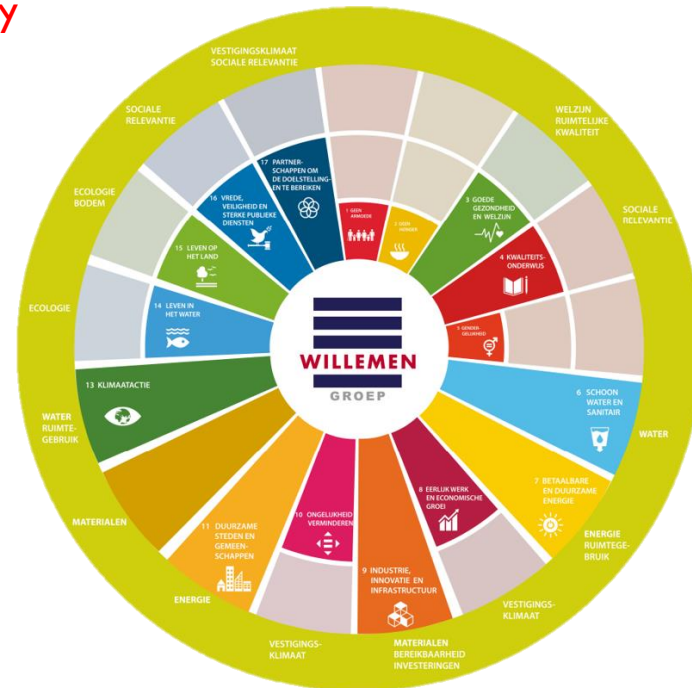 y
VESTIGINGSKLIMAAT
SOCIALE RELEVANTIE
WELZIJN
RUIMTELIJKE
KWALITEIT
SOCIALE
RELEVANTIE
WATER
ENERGIE
RUIMTEGE-
BRUIK
VESTIGINGS-
KLIMAAT
MATERIALEN
BEREIKBAARHEID
INVESTERINGEN
VESTIGINGS-
KLIMAAT
ENERGIE
MATERIALEN
WATER
RUIMTE-
GEBRUIK
ECOLOGIE
ECOLOGIE
BODEM
SOCIALE
RELEVANTIE
1 GEEN
ARMOEDE
2 GEEN
HONGER
3 GOEDE
GEZONDHEID
EN WELZIJN
4 KWALITEITS-
ONDERWIJS
5 GENDER-
GELIJKHEID
6 SCHOON
WATER EN
SANITAIR
7 BETAALBARE
EN DUURZAME
ENERGIE
8 EERLIJK WERK
EN ECONOMISCHE
GROEI
9 INDUSTRIE,
INNOVATIE EN
INFRASTRUCTUUR
10 ONGELIJKHEID
VERMINDEREN
11 DUURZAME
STEDEN EN
GEMEEN-
SCHAPPEN
13 KLIMAATACTIE
14 LEVEN IN
HET WATER
15 LEVEN OP
HET LAND
16 VREDE,
VEILIGHEID EN
STERKE PUBLIEKE
DIENSTEN
17 PARTNER-
SCHAPPEN OM
DE DOELSTELLING-
EN TE BEREIKEN
WILLEMEN
GROEP